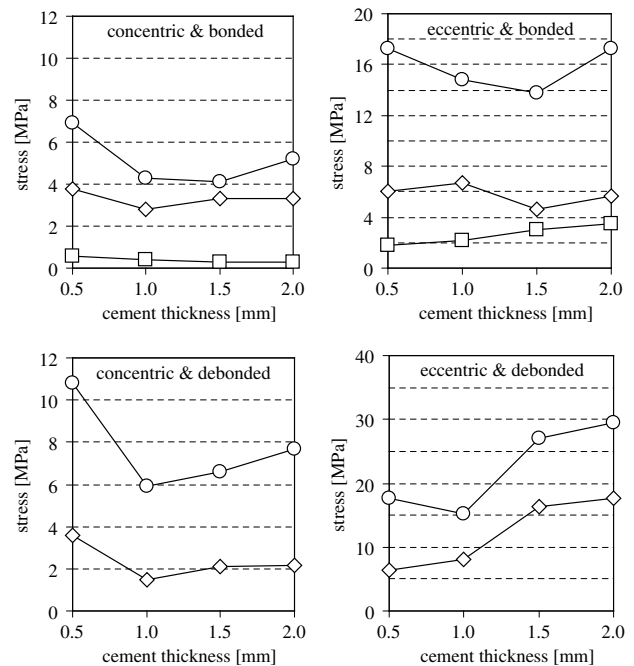 concentric & bonded
stress [MPa]
12
10
8
6
4
2
0
0.5 1.0 1.5 2.0
cement thickness [mm]
eccentric & bonded
stress [MPa]
20
16
12
8
4
0
0.5 1.0 1.5 2.0
cement thickness [mm]
concentric & debonded
stress [MPa]
12
10
8
6
4
2
0
0.5 1.0 1.5 2.0
cement thickness [mm]
eccentric & debonded
stress [MPa]
40
30
20
10
0
0.5 1.0 1.5 2.0
cement thickness [mm]